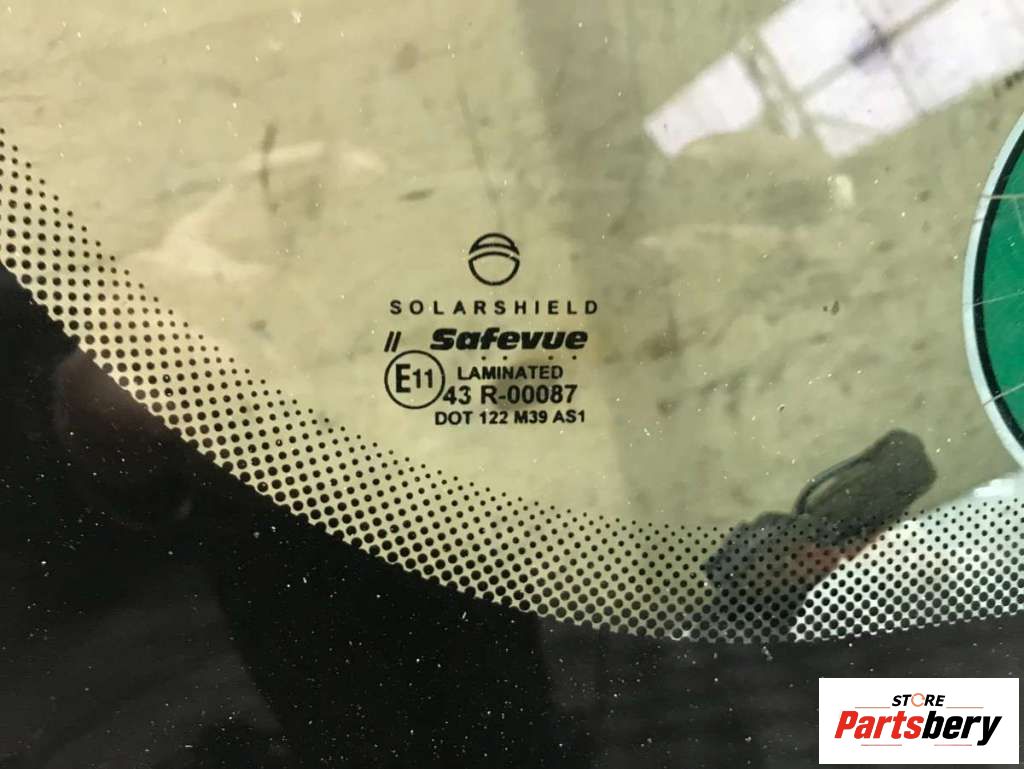 SOLARSHIELD
// Safevue
LAMINATED
E11 43 R-00087
DOT 122 M39 AS1
STORE
Partsbery